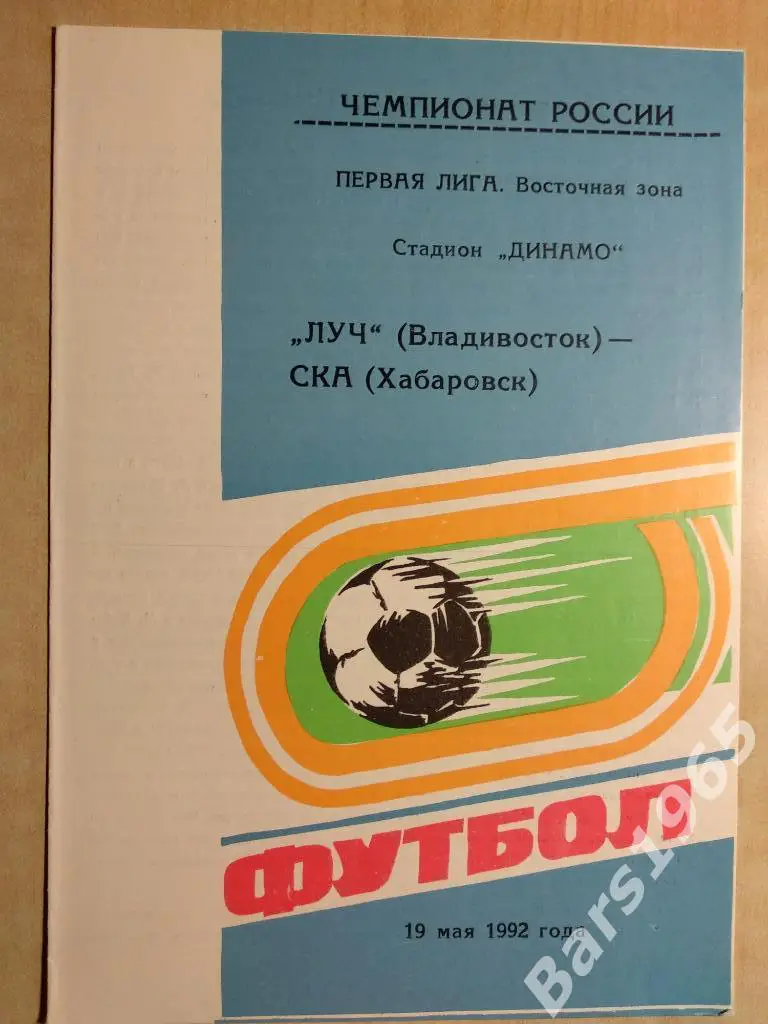 ЧЕМПИОНАТ РОССИИ
ПЕРВАЯ ЛИГА. Восточная зона
Стадион „ДИНАМО“
„ЛУЧ“ (Владивосток) —
СКА (Хабаровск)
ФУТБОЛ
19 мая 1992 года
Bars1965